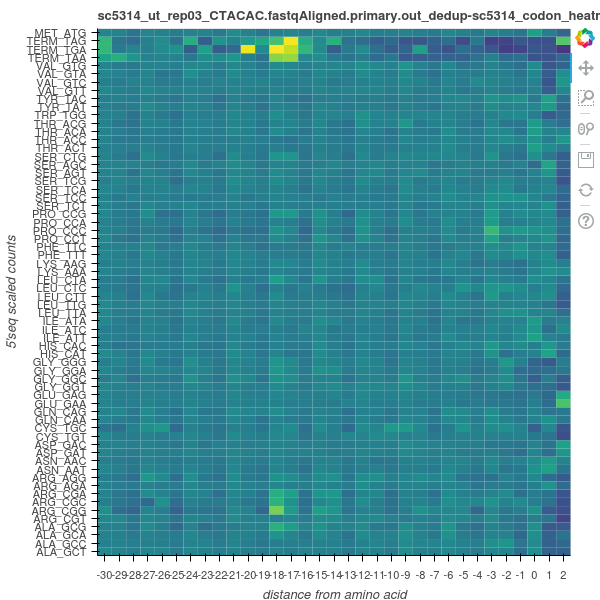 sc5314_ut_rep03_CTACAC.fastqAligned.primary.out_dedup-sc5314_codon_heatr
MET_ATG
TERM_TAG
TERM_TGA
TERM_TAA
VAL_GTG
VAL_GTA
VAL_GTC
VAL_GTT
TYR_TAC
TYR_TAT
TRP_TGG
THR_ACG
THR_ACA
THR_ACC
THR_ACT
SER_CTG
SER_AGC
SER_AGT
SER_TCG
SER_TCA
SER_TCC
SER_TCT
PRO_CCG
PRO_CCA
PRO_CCC
PRO_CCT
PHE_TTC
PHE_TTT
LYS_AAG
LYS_AAA
LEU_CTA
LEU_CTC
LEU_CTT
LEU_TTG
LEU_TTA
ILE_ATA
ILE_ATC
ILE_ATT
HIS_CAC
HIS_CAT
GLY_GGG
GLY_GGA
GLY_GGC
GLY_GGT
GLU_GAG
GLU_GAA
GLN_CAG
GLN_CAA
CYS_TGC
CYS_TGT
ASP_GAC
ASP_GAT
ASN_AAC
ASN_AAT
ARG_AGG
ARG_AGA
ARG_CGA
ARG_CGC
ARG_CGG
ARG_CGT
ALA_GCG
ALA_GCA
ALA_GCC
ALA_GCT
5'seq scaled counts
-30 -29 -28 -27 -26 -25 -24 -23 -22 -21 -20 -19 -18 -17 -16 -15 -14 -13 -12 -11 -10 -9 -8 -7 -6 -5 -4 -3 -2 -1 0 1 2
distance from amino acid